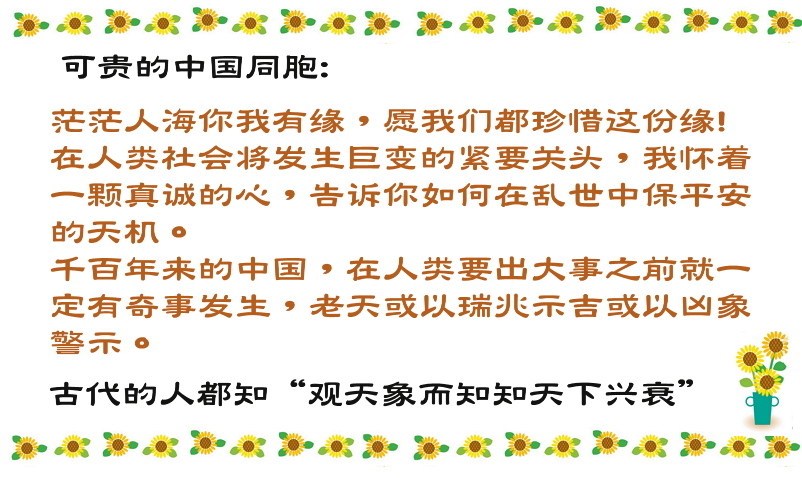 可贵的中国同胞:
茫茫人海你我有缘，愿我们都珍惜这份缘!
在人类社会将发生巨变的紧要关头，我怀着
一颗真诚的心，告诉你如何在乱世中保平安
的天机。
千百年来的中国，在人类要出大事之前就一
定有奇事发生，老天或以瑞兆示吉或以凶象
警示。
古代的人都知“观天象而知知天下兴衰”